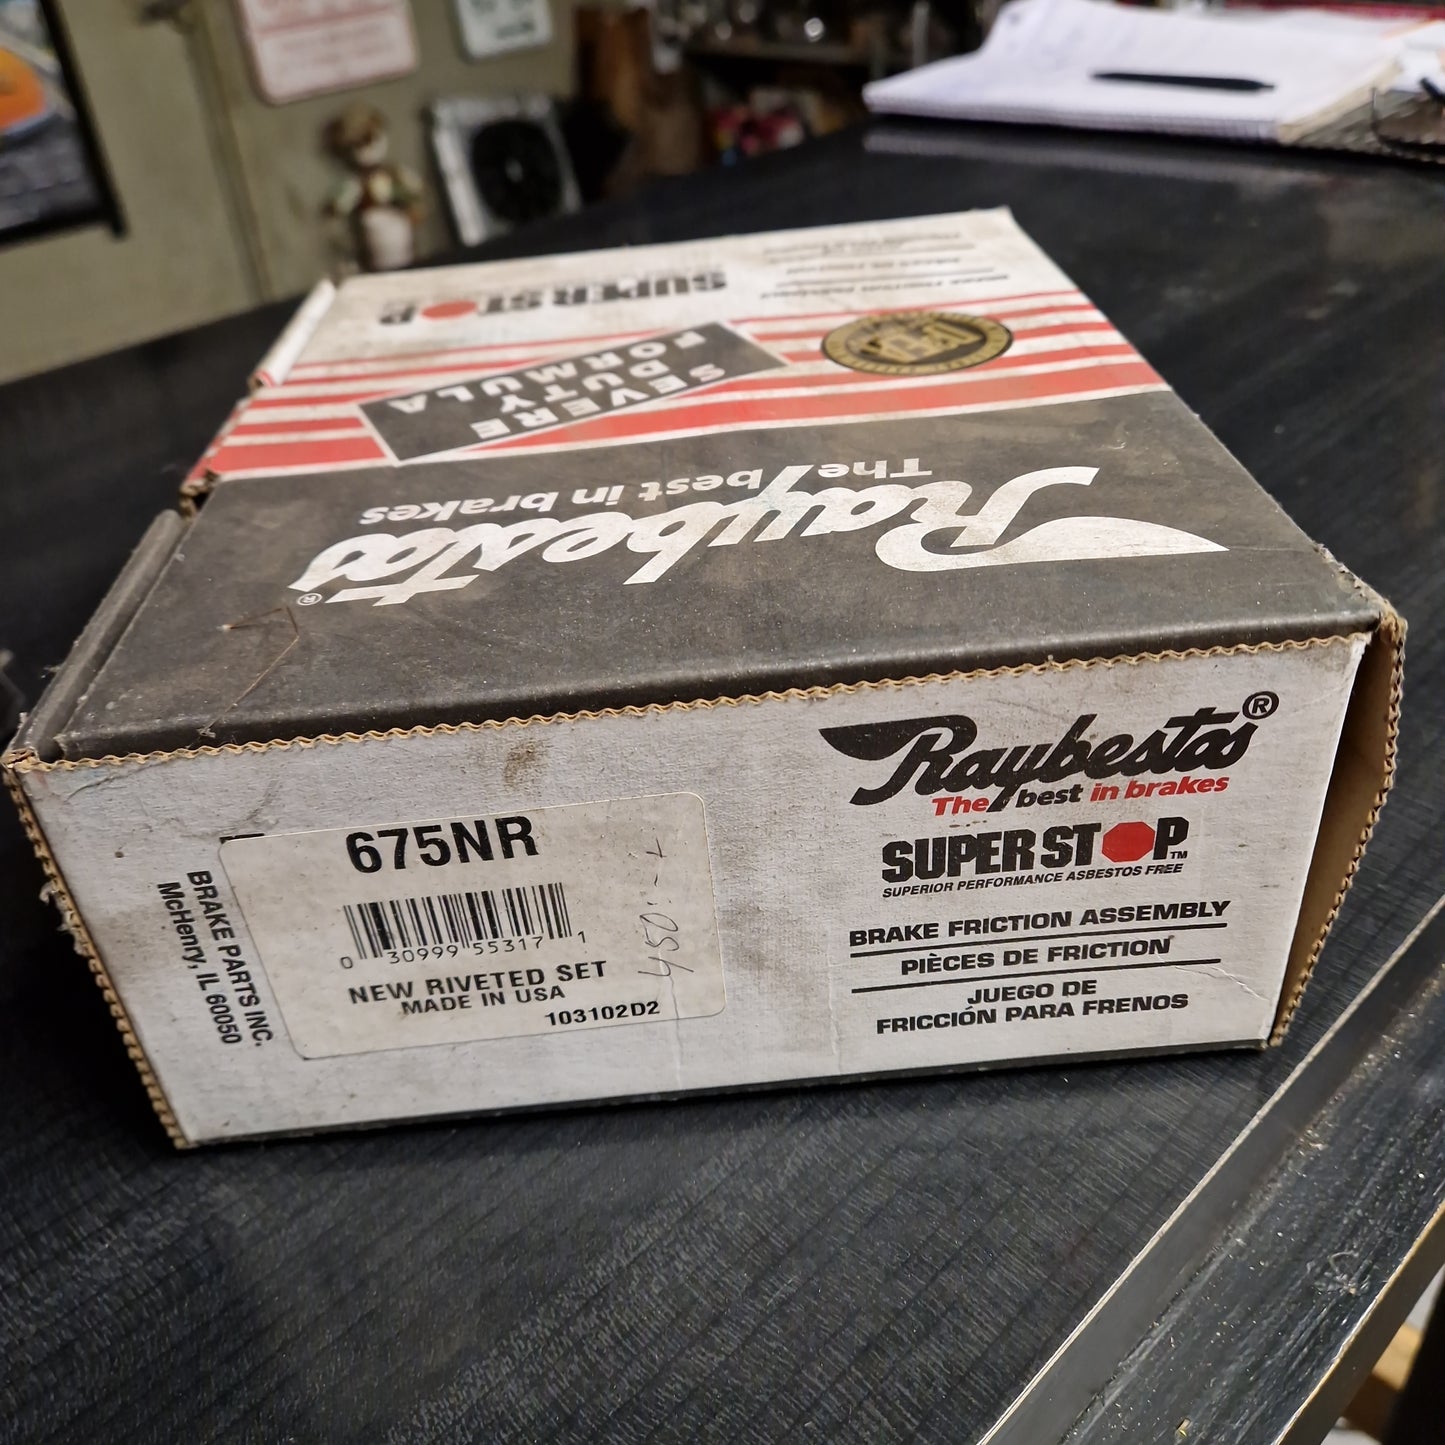 SUPER STOP
SEVERE
DUTY
FORMULA
Raybestos®
The best in brakes
Raybestos®
The best in brakes
SUPER STOP™
SUPERIOR PERFORMANCE ASBESTOS FREE
BRAKE FRICTION ASSEMBLY
PIÈCES DE FRICTION
JUEGO DE
FRICCIÓN PARA FRENOS
675NR
0 30999 55317 1
NEW RIVETED SET
MADE IN USA
103102D2
450:-
BRAKE PARTS INC.
McHenry, IL 60050